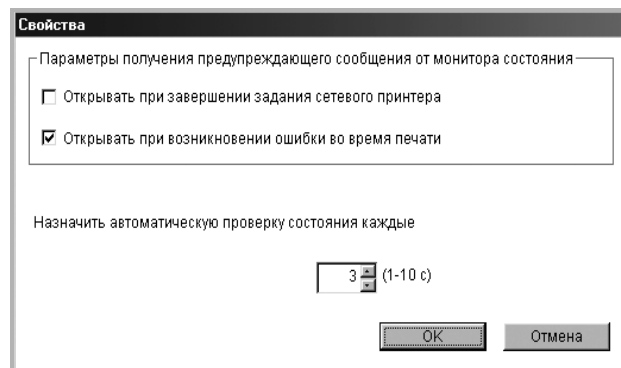 Свойства
Параметры получения предупреждающего сообщения от монитора состояния
Открывать при завершении задания сетевого принтера
Открывать при возникновении ошибки во время печати
Назначить автоматическую проверку состояния каждые
3 (1-10 с)
OK Отмена